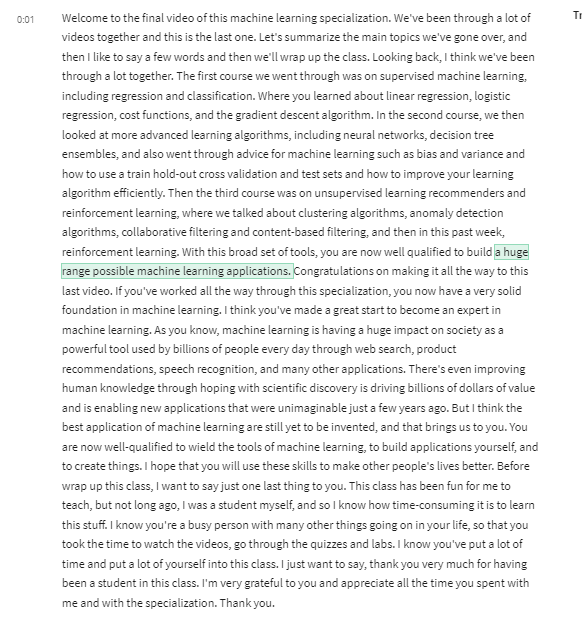 0:01
Welcome to the final video of this machine learning specialization. We've been through a lot of
videos together and this is the last one. Let's summarize the main topics we've gone over, and
then I like to say a few words and then we'll wrap up the class. Looking back, I think we've been
through a lot together. The first course we went through was on supervised machine learning,
including regression and classification. Where you learned about linear regression, logistic
regression, cost functions, and the gradient descent algorithm. In the second course, we then
looked at more advanced learning algorithms, including neural networks, decision tree
ensembles, and also went through advice for machine learning such as bias and variance and
how to use a train hold-out cross validation and test sets and how to improve your learning
algorithm efficiently. Then the third course was on unsupervised learning recommenders and
reinforcement learning, where we talked about clustering algorithms, anomaly detection
algorithms, collaborative filtering and content-based filtering, and then in this past week,
reinforcement learning. With this broad set of tools, you are now well qualified to build a huge
range possible machine learning applications. Congratulations on making it all the way to this
last video. If you've worked all the way through this specialization, you now have a very solid
foundation in machine learning. I think you've made a great start to become an expert in
machine learning. As you know, machine learning is having a huge impact on society as a
powerful tool used by billions of people every day through web search, product
recommendations, speech recognition, and many other applications. There's even improving
human knowledge through hoping with scientific discovery is driving billions of dollars of value
and is enabling new applications that were unimaginable just a few years ago. But I think the
best application of machine learning are still yet to be invented, and that brings us to you. You
are now well-qualified to wield the tools of machine learning, to build applications yourself, and
to create things. I hope that you will use these skills to make other people's lives better. Before
wrap up this class, I want to say just one last thing to you. This class has been fun for me to
teach, but not long ago, I was a student myself, and so I know how time-consuming it is to learn
this stuff. I know you're a busy person with many other things going on in your life, so that you
took the time to watch the videos, go through the quizzes and labs. I know you've put a lot of
time and put a lot of yourself into this class. I just want to say, thank you very much for having
been a student in this class. I'm very grateful to you and appreciate all the time you spent with
me and with the specialization. Thank you.